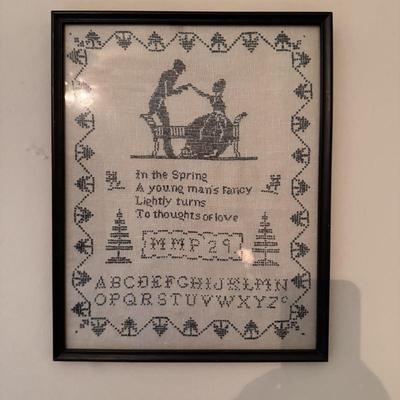 In the Spring
A young man's Fancy
Lightly turns
To thoughts of love
MMP 29.
ABCDEFGHIJKLMN
OPQRSTUVWXYZ